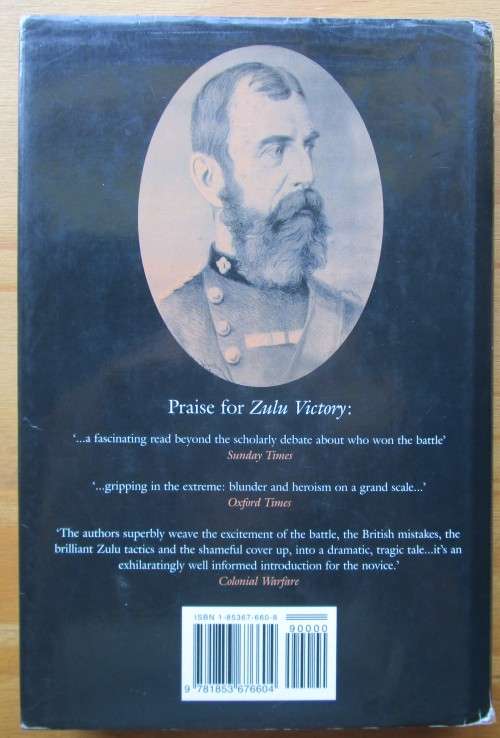 Praise for Zulu Victory:
‘...a fascinating read beyond the scholarly debate about who won the battle’
Sunday Times
‘...gripping in the extreme: blunder and heroism on a grand scale...’
Oxford Times
‘The authors superbly weave the excitement of the battle, the British mistakes, the
brilliant Zulu tactics and the shameful cover up, into a dramatic, tragic tale...it’s an
exhilaratingly well informed introduction for the novice.’
Colonial Warfare
ISBN 1-85367-660-8
90000
9 781853 676604